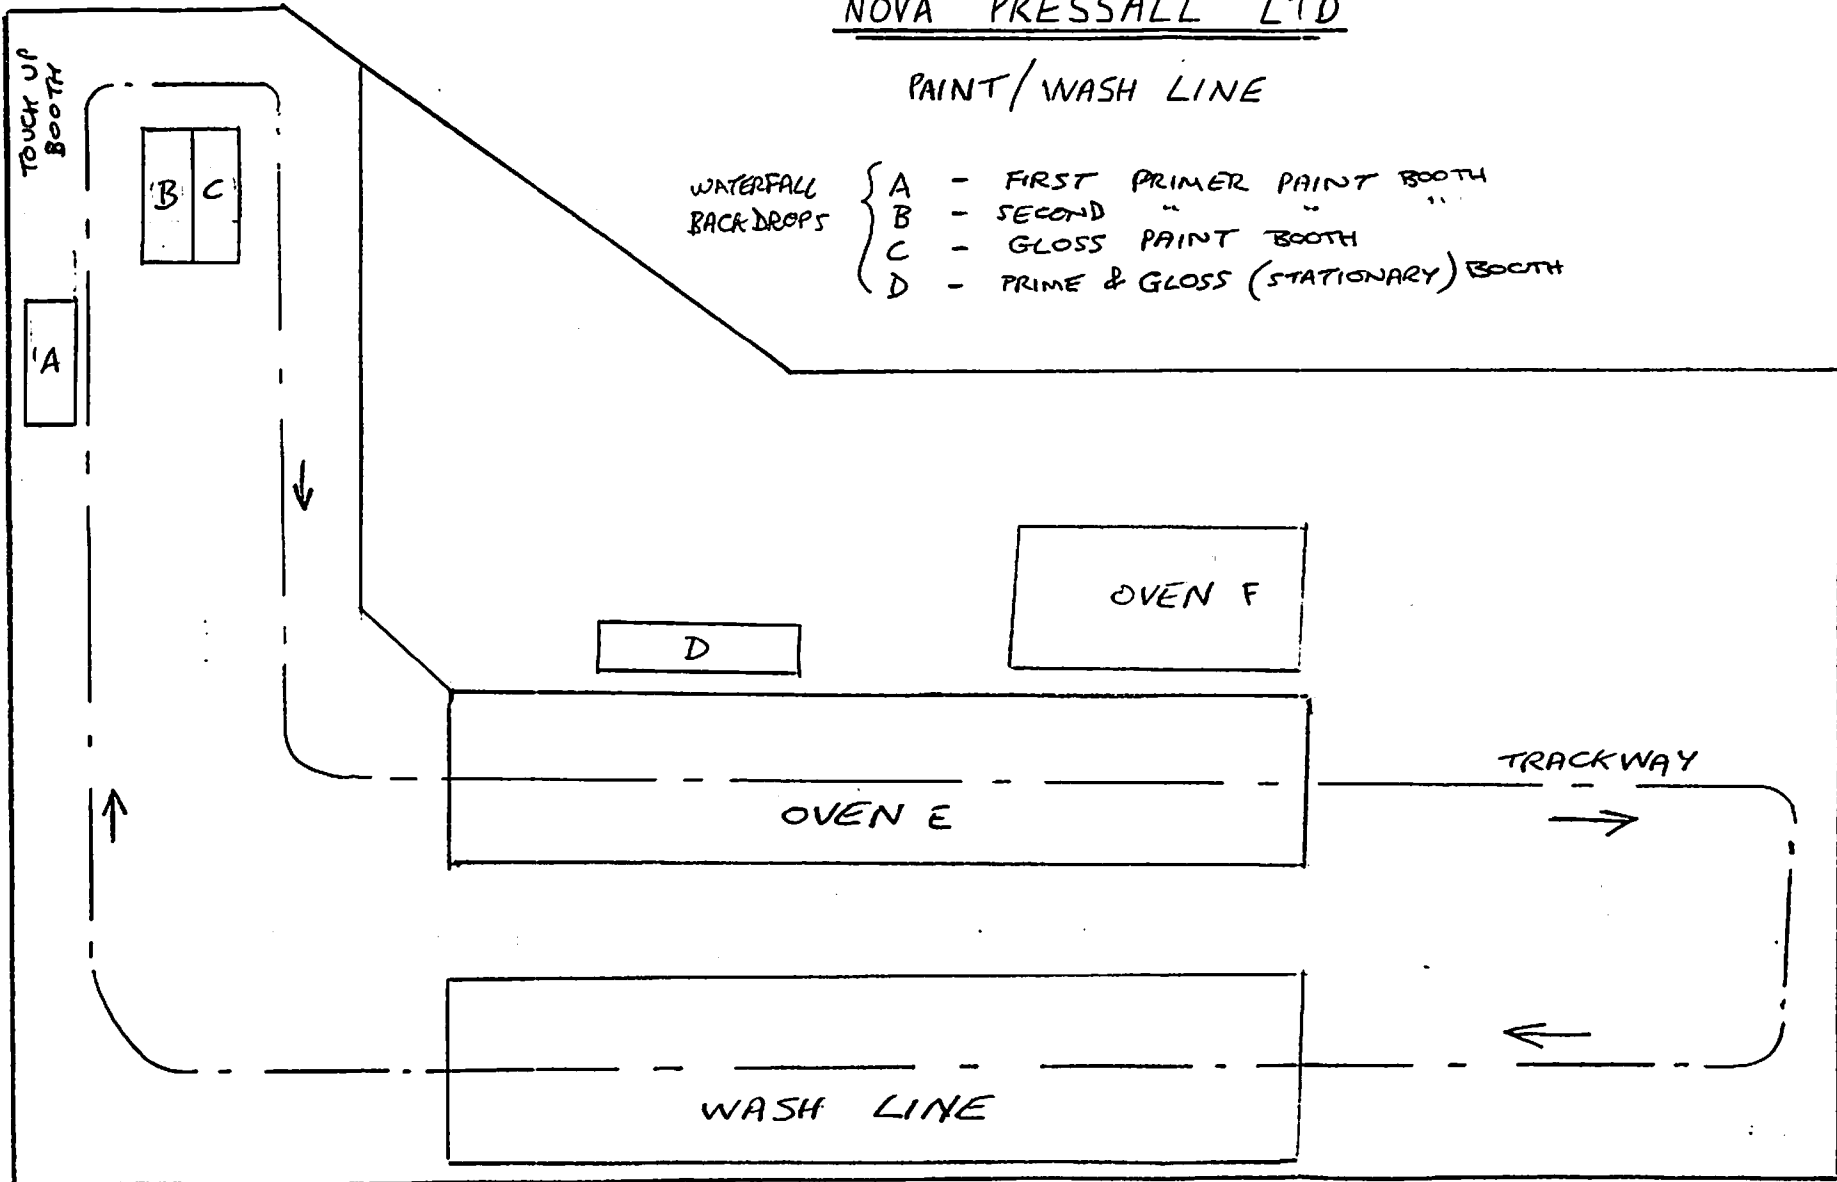 NOVA PRESSALL LTD
PAINT/WASH LINE
WATERFALL
BACKDROPS
A - FIRST PRIMER PAINT BOOTH
B - SECOND " " "
C - GLOSS PAINT BOOTH
D - PRIME & GLOSS (STATIONARY) BOOTH
TOUCH UP
BOOTH
B C
A
OVEN F
D
TRACKWAY
OVEN E
WASH LINE